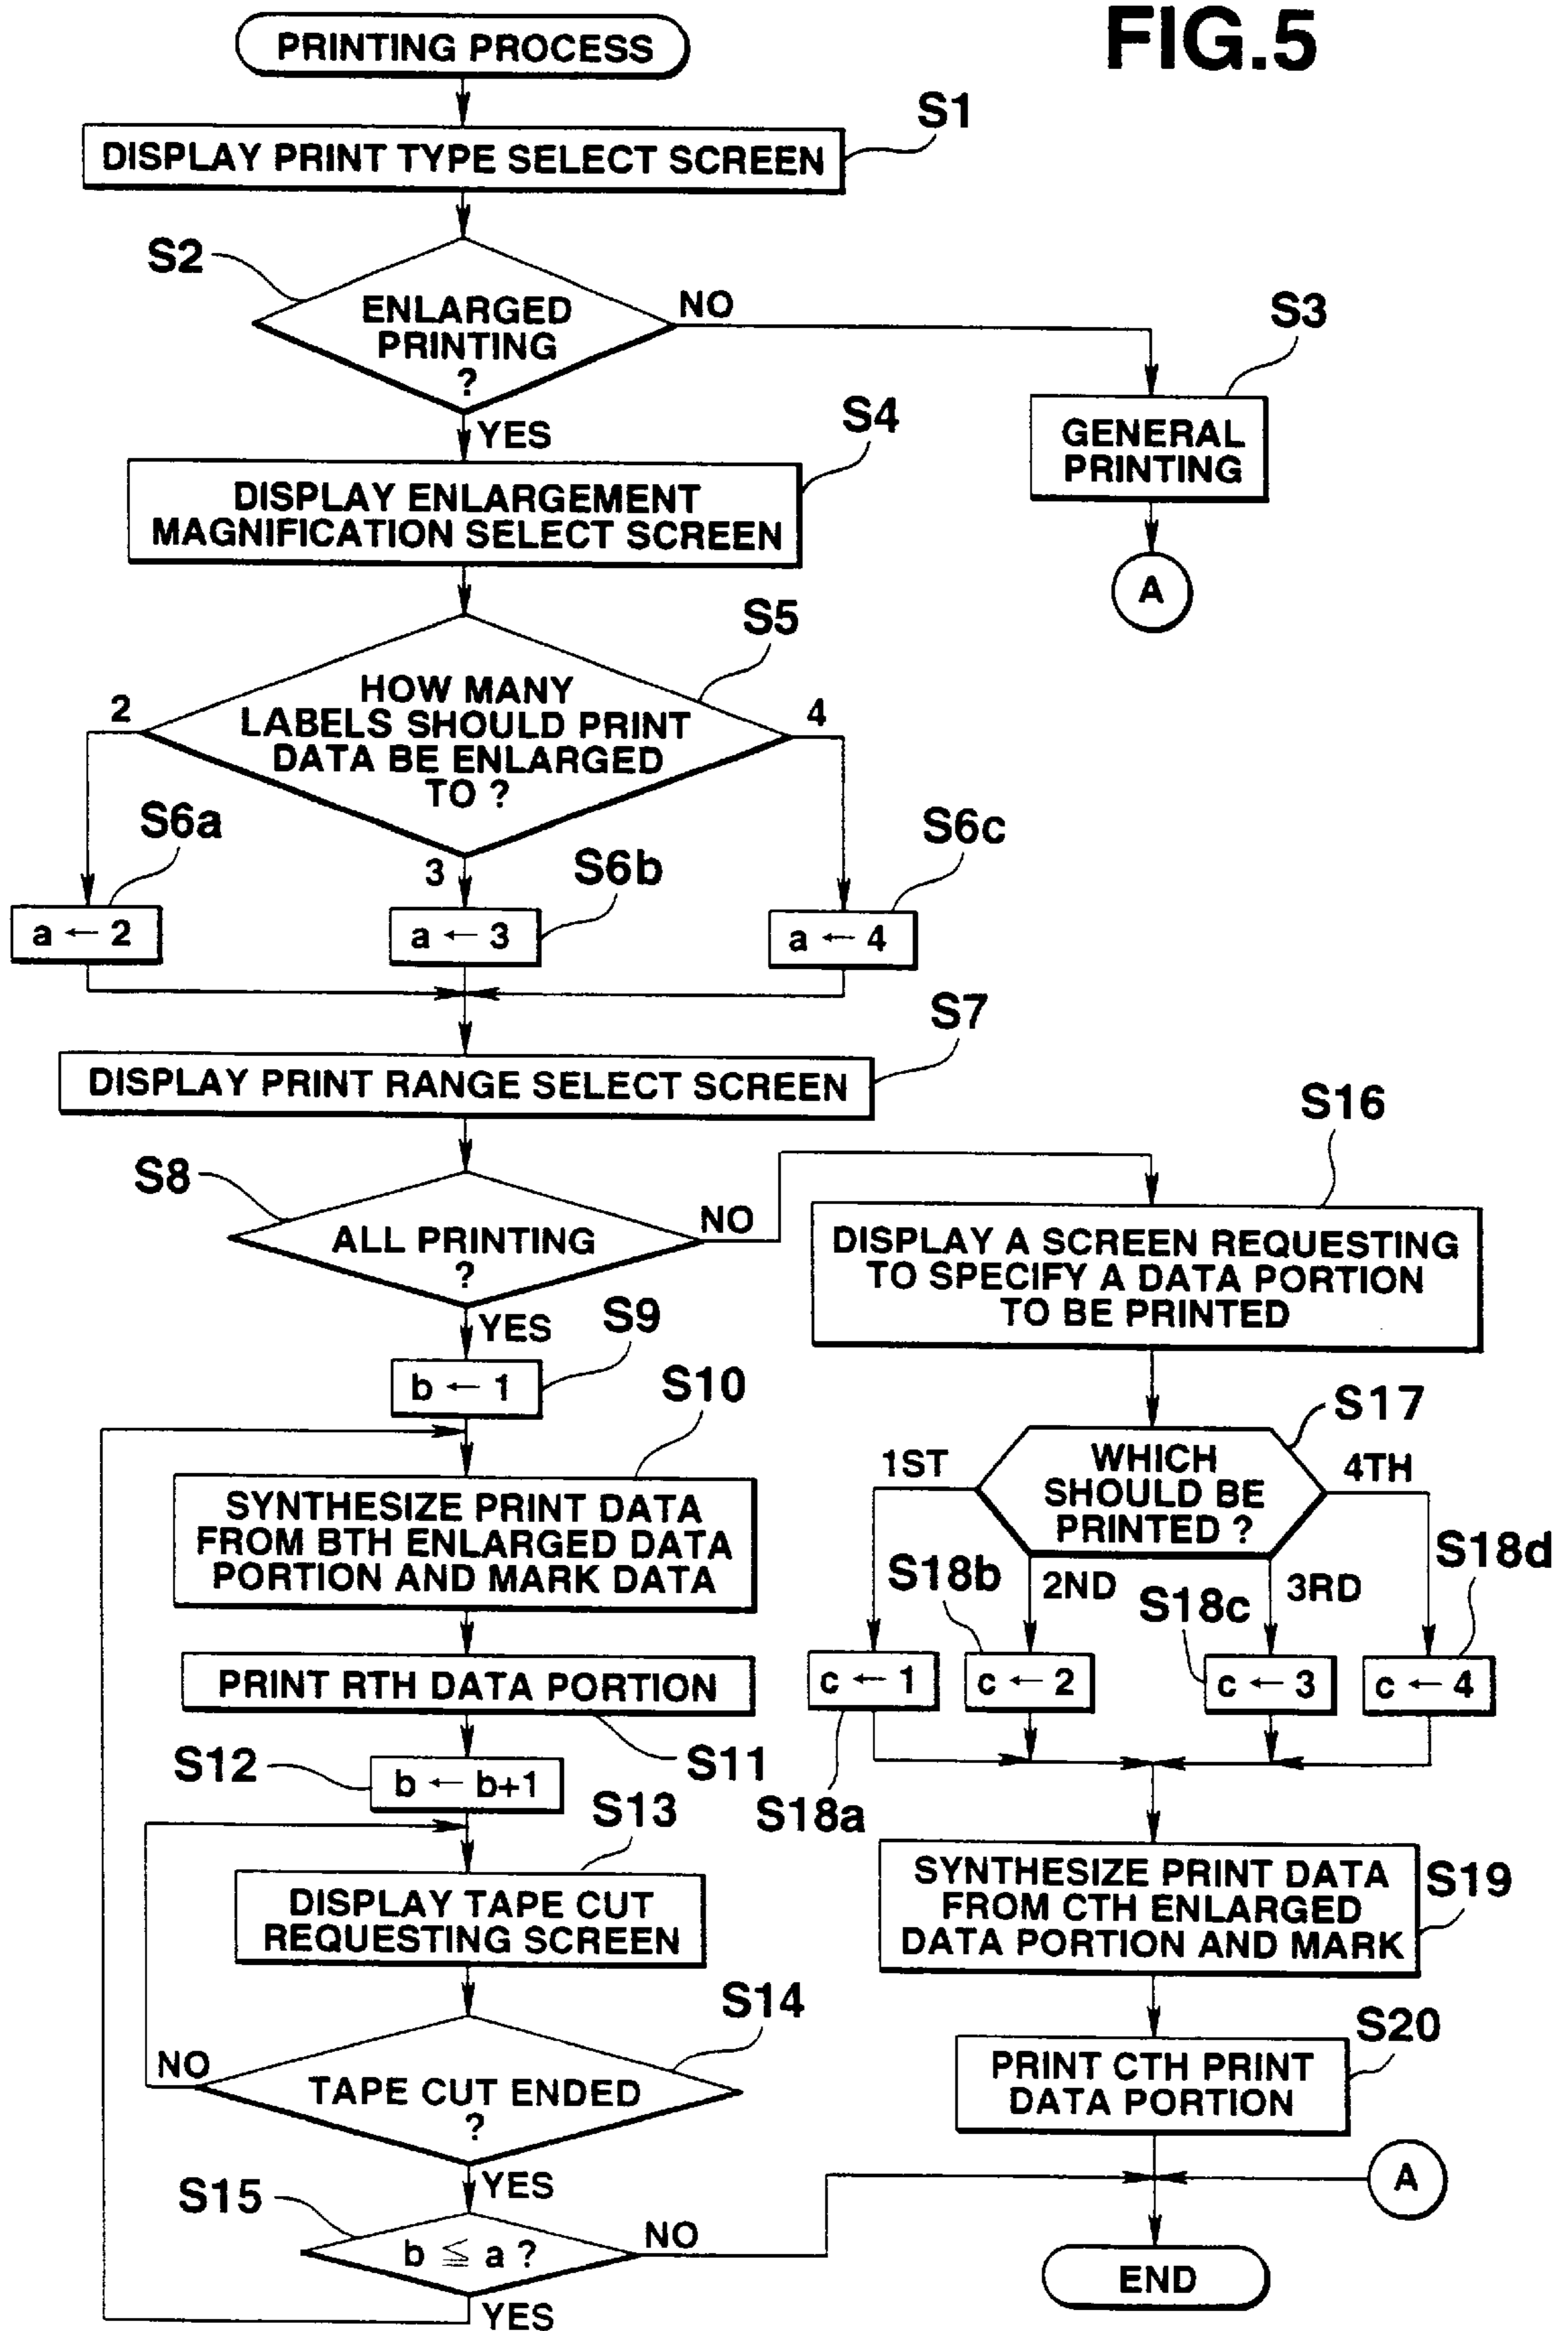 FIG.5
PRINTING PROCESS
S1
DISPLAY PRINT TYPE SELECT SCREEN
S2
ENLARGED
PRINTING
?
NO
YES
S3
GENERAL
PRINTING
A
S4
DISPLAY ENLARGEMENT
MAGNIFICATION SELECT SCREEN
S5
HOW MANY
LABELS SHOULD PRINT
DATA BE ENLARGED
TO ?
2
4
3
S6a
a ← 2
S6b
a ← 3
S6c
a ← 4
S7
DISPLAY PRINT RANGE SELECT SCREEN
S8
ALL PRINTING
?
NO
YES
S9
b ← 1
S10
SYNTHESIZE PRINT DATA
FROM BTH ENLARGED DATA
PORTION AND MARK DATA
PRINT RTH DATA PORTION
S11
S12
b ← b+1
S13
DISPLAY TAPE CUT
REQUESTING SCREEN
S14
TAPE CUT ENDED
?
NO
YES
S15
b ≦ a ?
NO
YES
S16
DISPLAY A SCREEN REQUESTING
TO SPECIFY A DATA PORTION
TO BE PRINTED
S17
WHICH
SHOULD BE
PRINTED ?
1ST
4TH
2ND
3RD
S18b
S18c
S18d
c ← 1
c ← 2
c ← 3
c ← 4
S18a
S19
SYNTHESIZE PRINT DATA
FROM CTH ENLARGED
DATA PORTION AND MARK
S20
PRINT CTH PRINT
DATA PORTION
A
END